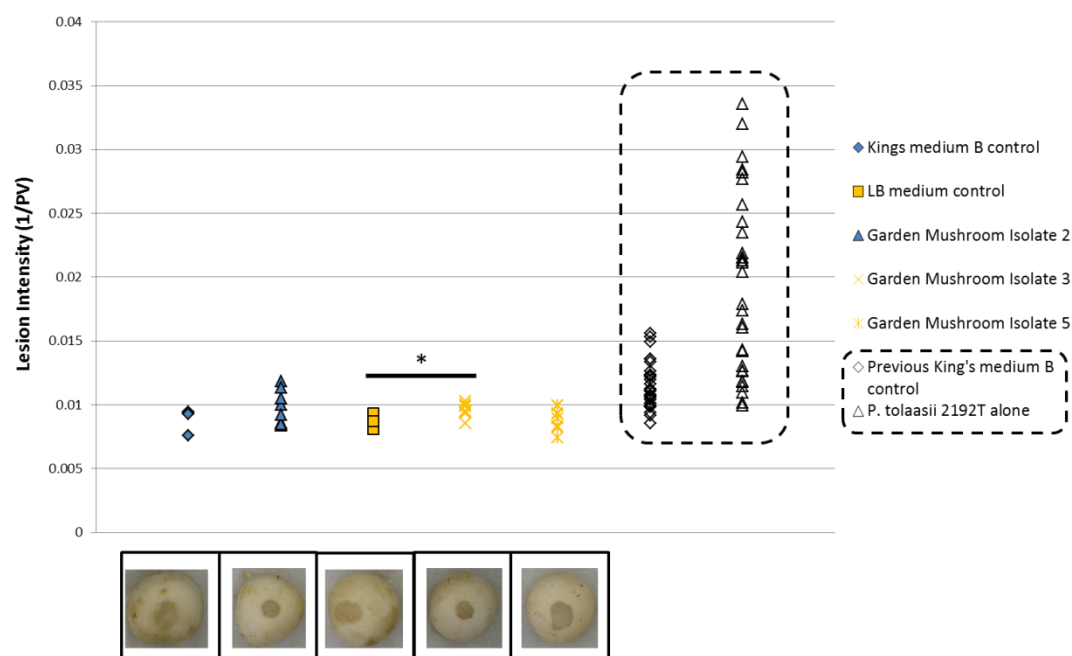 0.04
0.035
0.03
0.025
0.02
0.015
0.01
0.005
0
Lesion Intensity (1/PV)
*
Kings medium B control
LB medium control
Garden Mushroom Isolate 2
Garden Mushroom Isolate 3
Garden Mushroom Isolate 5
Previous King's medium B
control
P. tolaasii 2192T alone